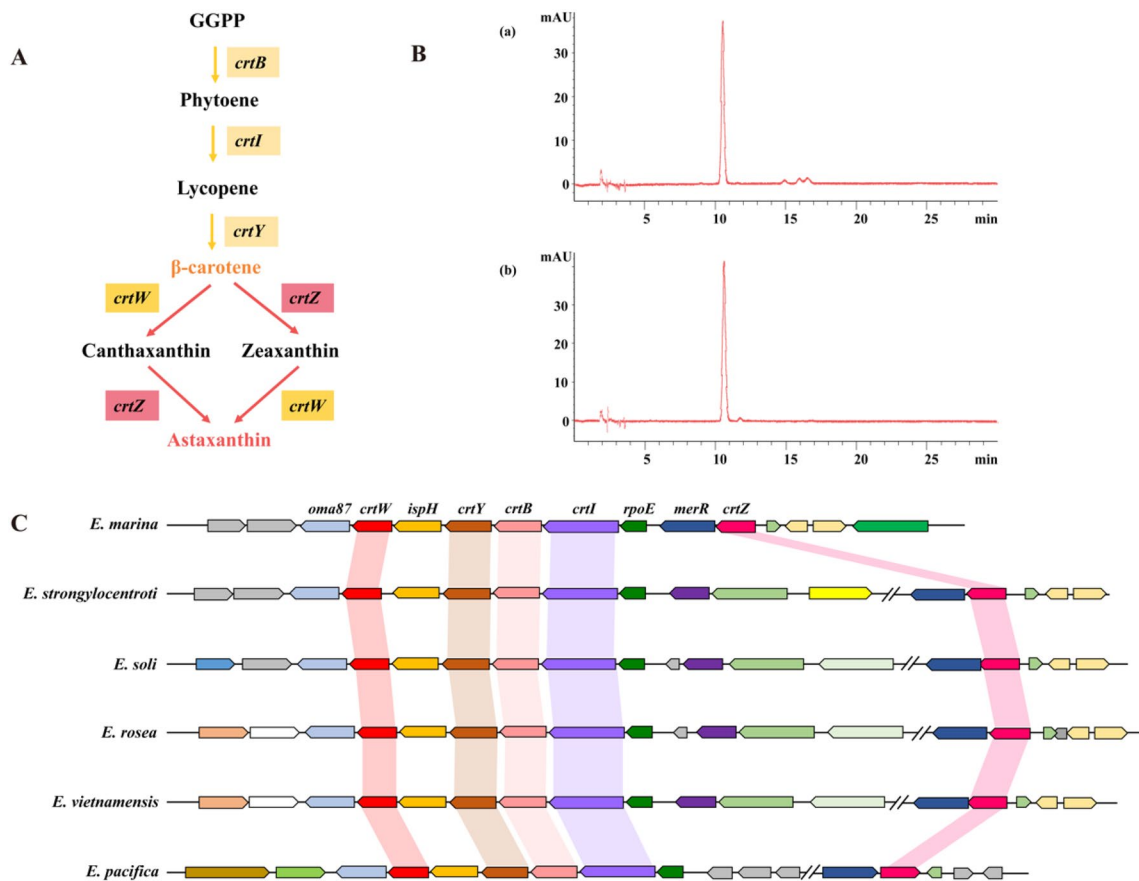 A
GGPP
crtB
Phytoene
crtI
Lycopene
crtY
β-carotene
crtW
crtZ
Canthaxanthin
Zeaxanthin
crtZ
crtW
Astaxanthin
B
(a)
mAU
30
20
10
0
5 10 15 20 25 min
(b)
mAU
30
20
10
0
5 10 15 20 25 min
C
oma87 crtW ispH crtY crtB crtI rpoE merR crtZ
E. marina
E. strongylocentroti
E. soli
E. rosea
E. vietnamensis
E. pacifica